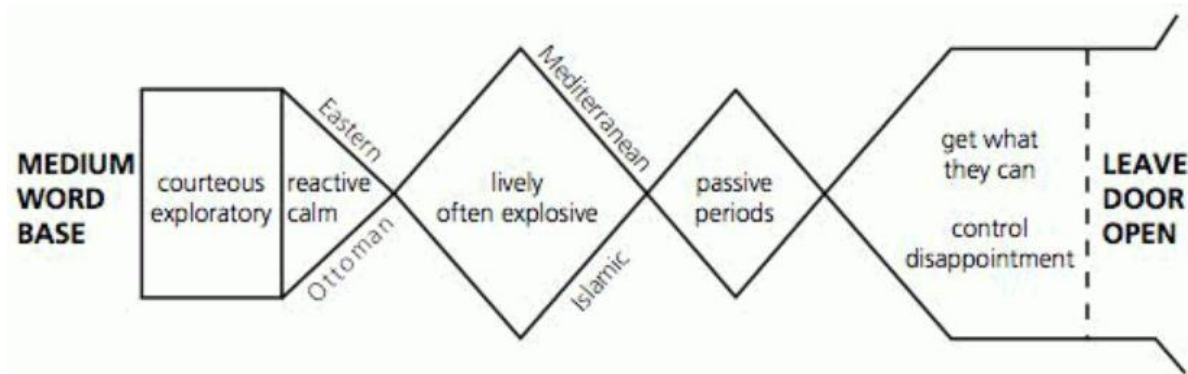 MEDIUM
WORD
BASE
courteous
exploratory
Eastern
reactive
calm
Ottoman
lively
often explosive
Mediterranean
Islamic
passive
periods
get what
they can
control
disappointment
LEAVE
DOOR
OPEN